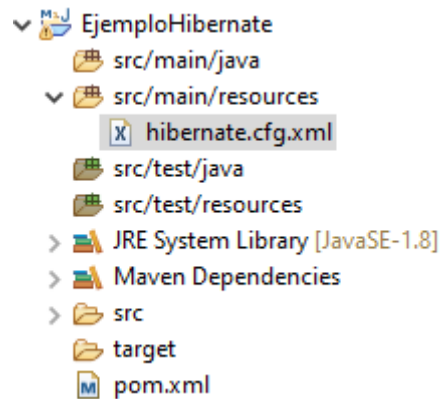 EjemploHibernate
src/main/java
src/main/resources
hibernate.cfg.xml
src/test/java
src/test/resources
JRE System Library [JavaSE-1.8]
Maven Dependencies
src
target
pom.xml